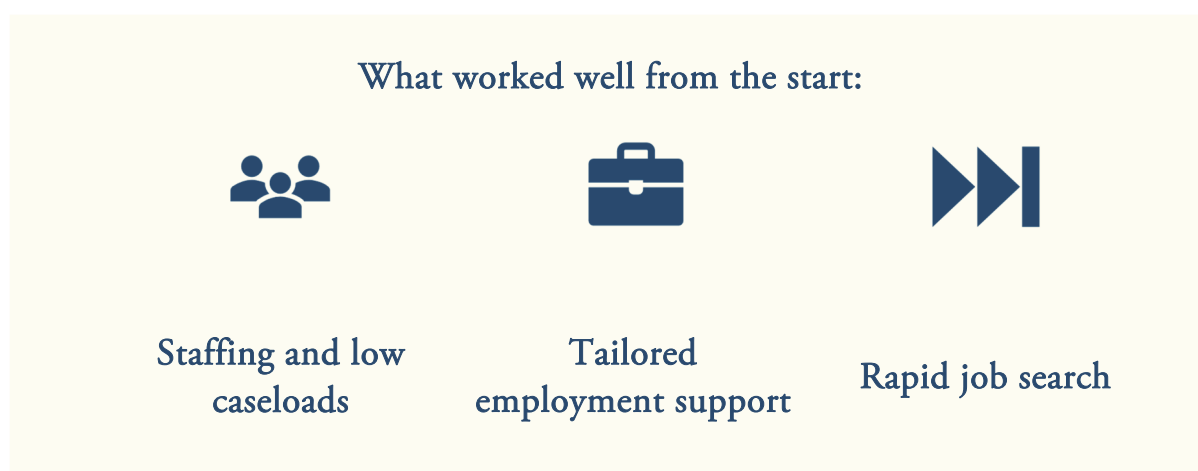 What worked well from the start:
Staffing and low
caseloads
Tailored
employment support
Rapid job search